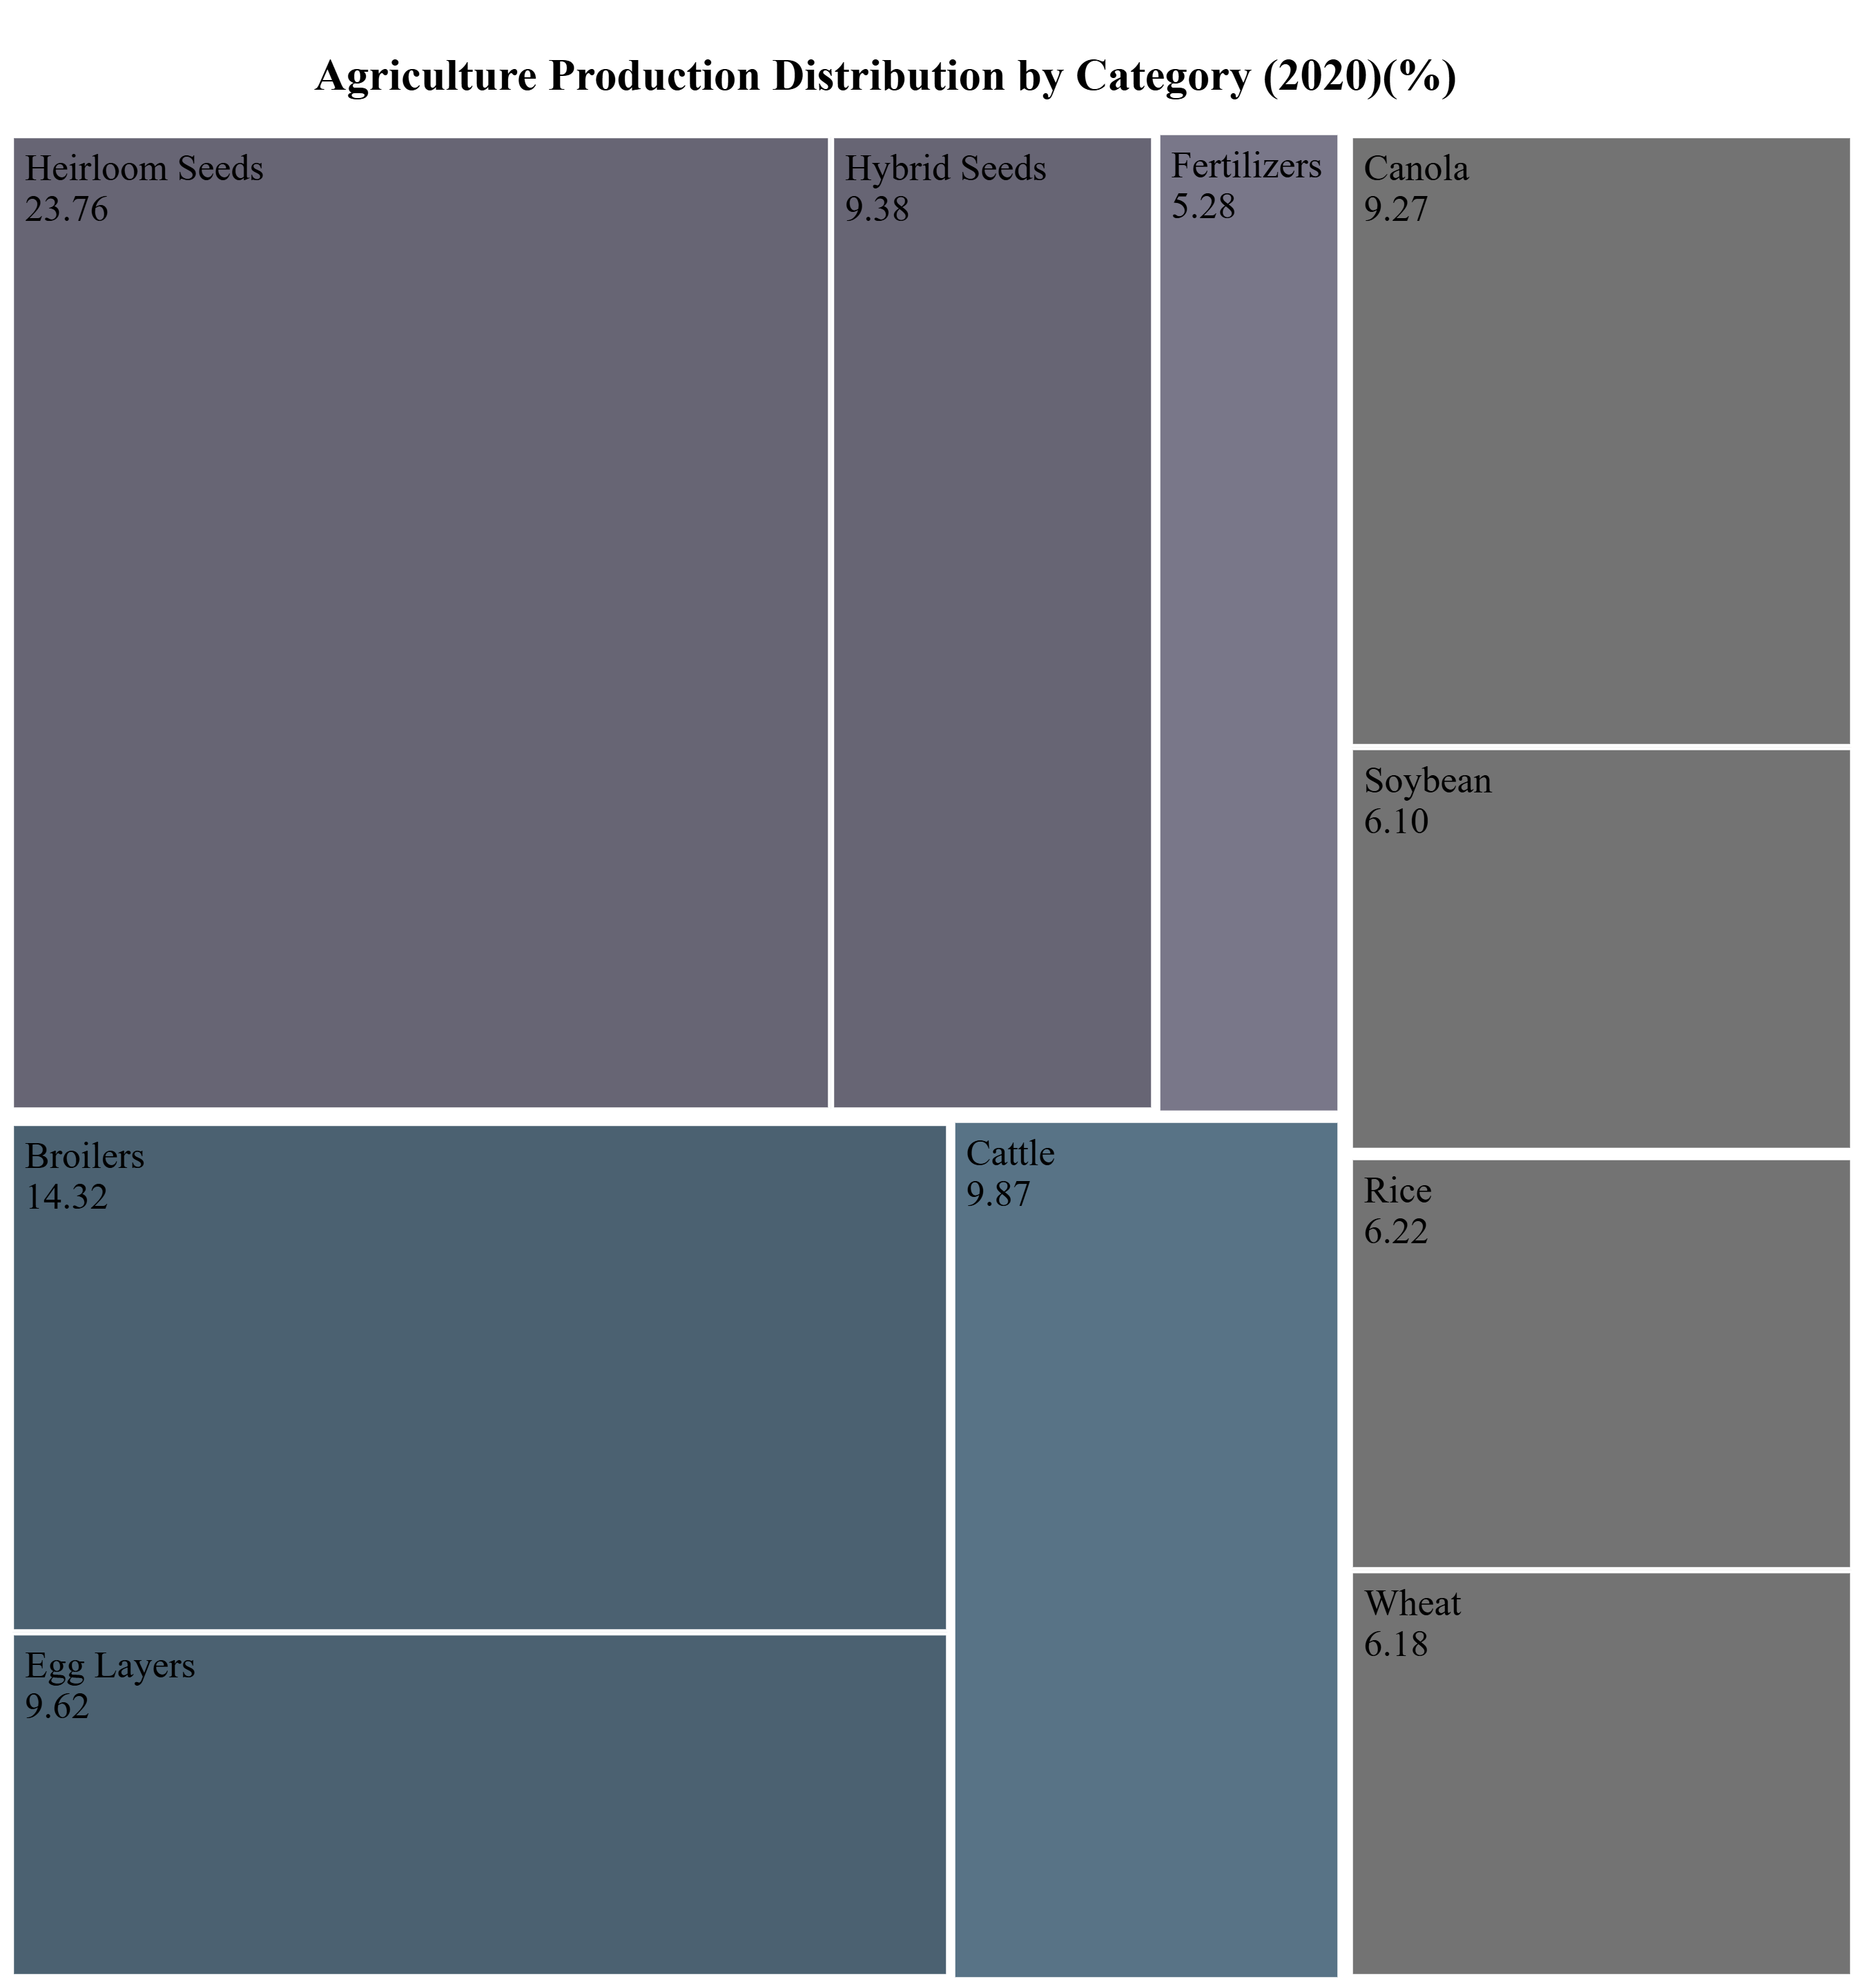 Agriculture Production Distribution by Category (2020)(%)
Heirloom Seeds
23.76
Hybrid Seeds
9.38
Fertilizers
5.28
Canola
9.27
Soybean
6.10
Broilers
14.32
Cattle
9.87
Rice
6.22
Wheat
6.18
Egg Layers
9.62